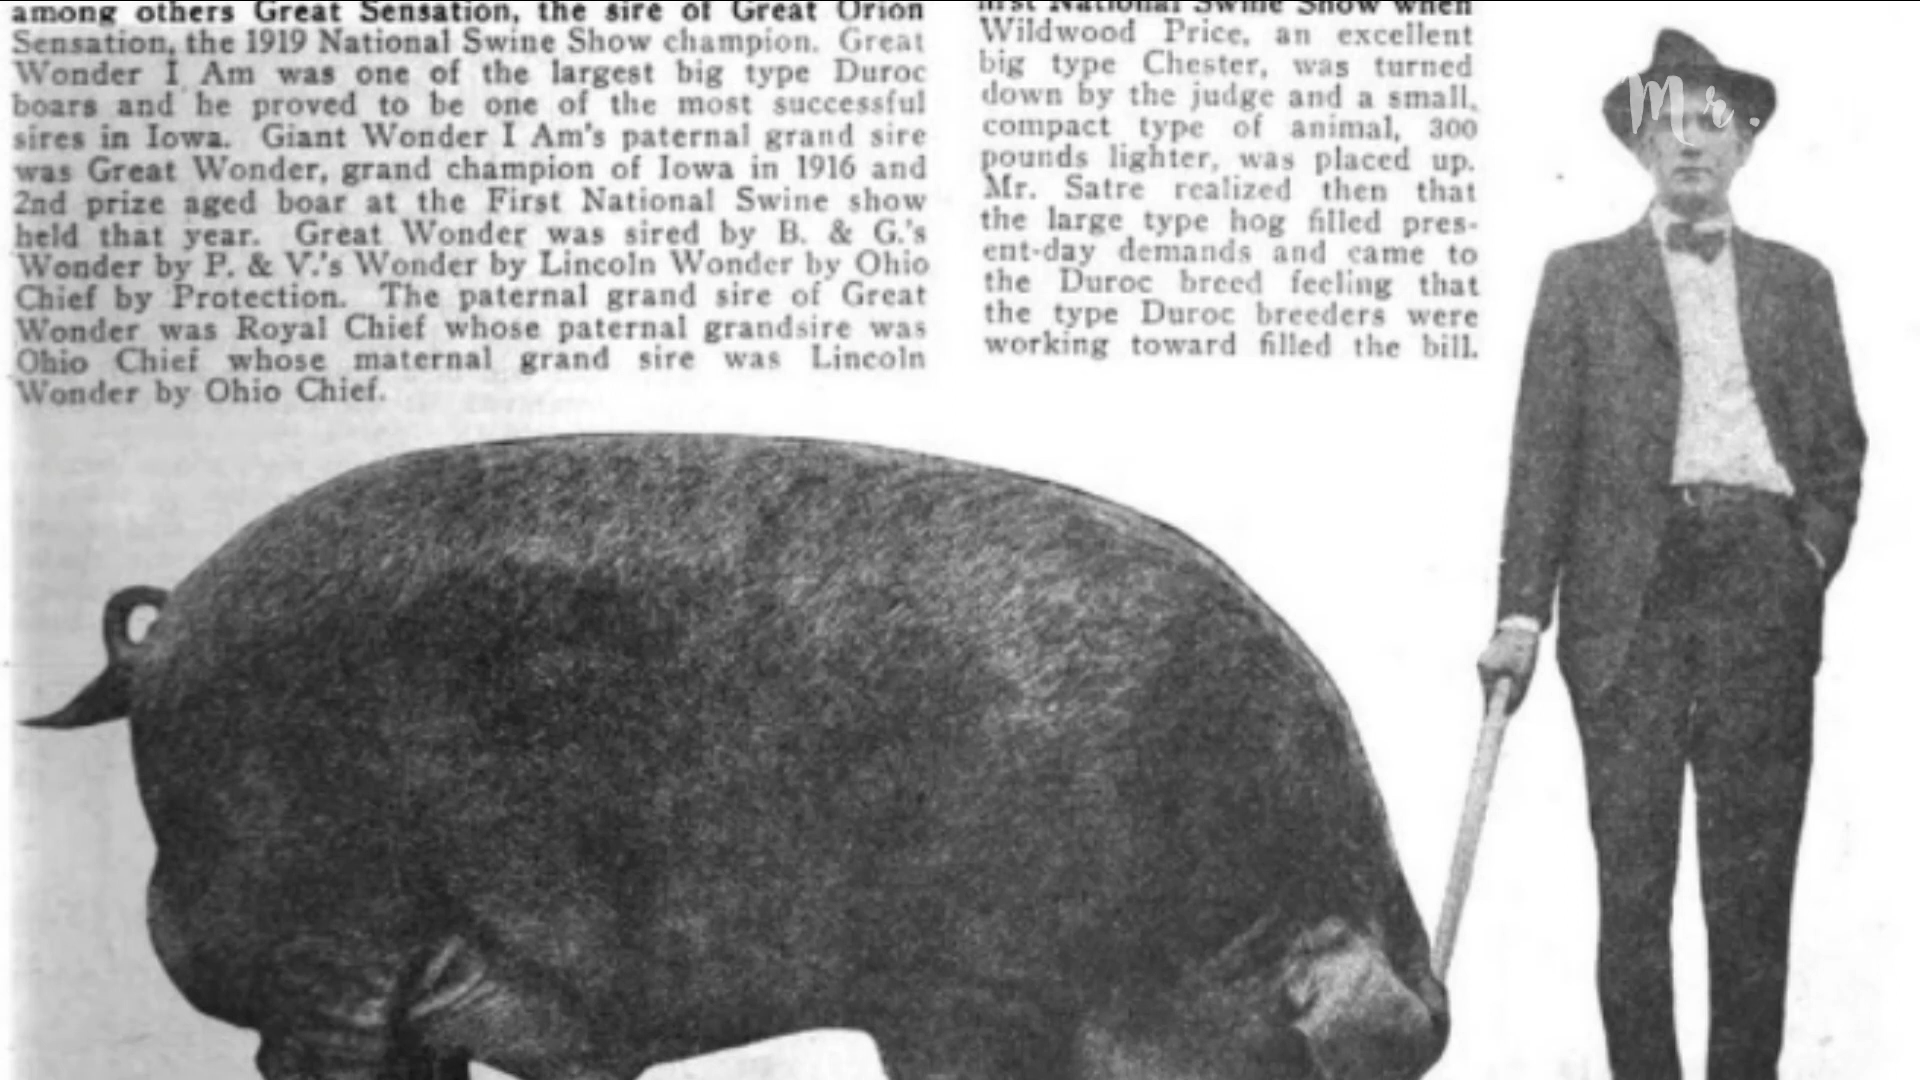 among others Great Sensation, the sire of Great Orion
Sensation, the 1919 National Swine Show champion. Great
Wonder I Am was one of the largest big type Duroc
boars and he proved to be one of the most successful
sires in Iowa. Giant Wonder I Am's paternal grand sire
was Great Wonder, grand champion of Iowa in 1916 and
2nd prize aged boar at the First National Swine show
held that year. Great Wonder was sired by B. & G.'s
Wonder by P. & V.'s Wonder by Lincoln Wonder by Ohio
Chief by Protection. The paternal grand sire of Great
Wonder was Royal Chief whose paternal grandsire was
Ohio Chief whose maternal grand sire was Lincoln
Wonder by Ohio Chief.
first National Swine Show when
Wildwood Price, an excellent
big type Chester, was turned
down by the judge and a small,
compact type of animal, 300
pounds lighter, was placed up.
Mr. Satre realized then that
the large type hog filled pres-
ent-day demands and came to
the Duroc breed feeling that
the type Duroc breeders were
working toward filled the bill.
Mr.